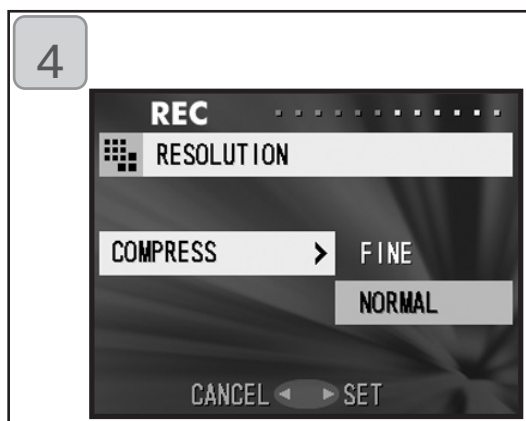 4
REC
RESOLUTION
COMPRESS > FINE
NORMAL
CANCEL ◄ ► SET